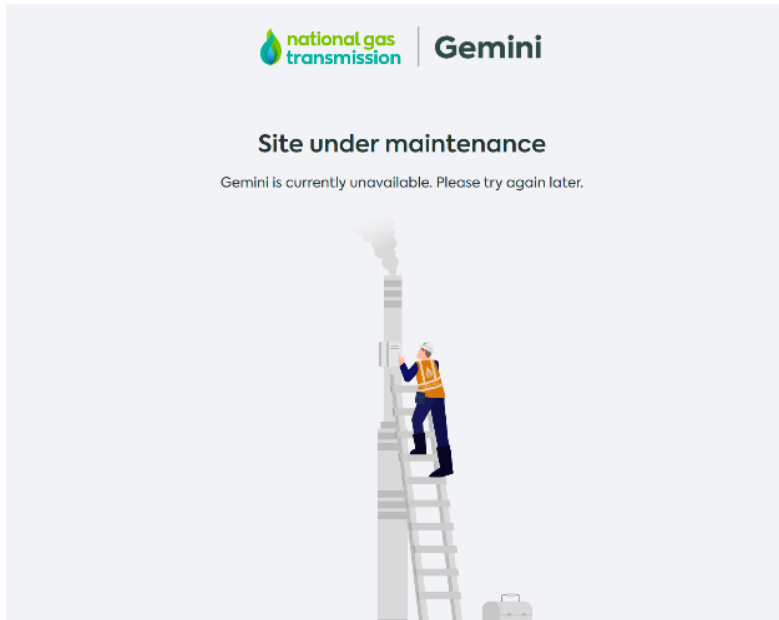 national gas
transmission
Gemini
Site under maintenance
Gemini is currently unavailable. Please try again later.